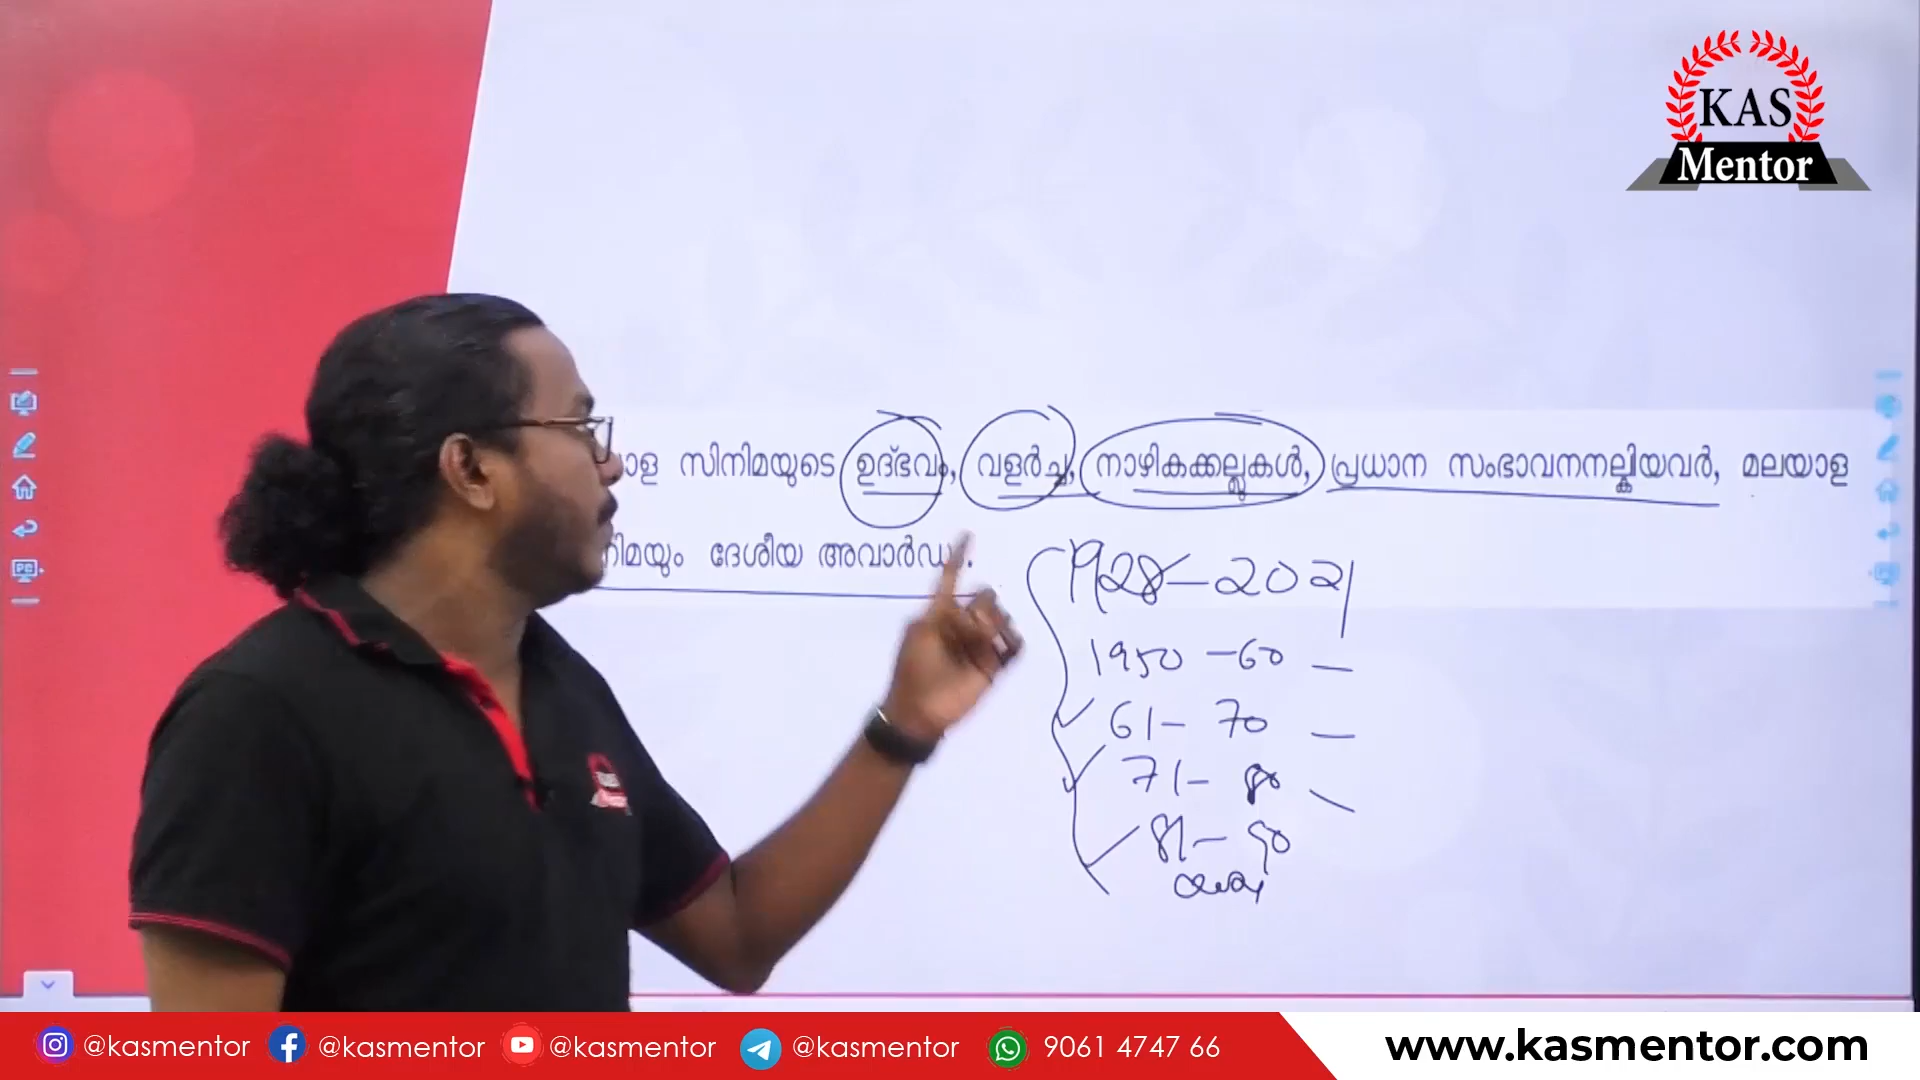 KAS
Mentor
സിനിമയുടെ ഉദ്ഭവം, വളർച്ച, നാഴികക്കല്ലുകൾ, പ്രധാന സംഭാവനനല്കിയവർ, മലയാള
ദേശീയ അവാർഡും.
1928 - 2021
1950 - 60 -
61 - 70 -
71 - 80 -
81 - 90
@kasmentor @kasmentor @kasmentor @kasmentor 9061 4747 66 www.kasmentor.com